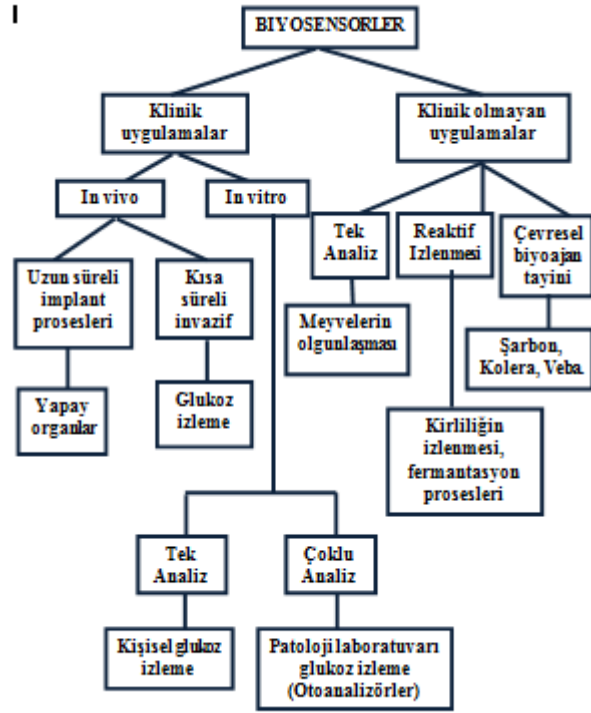 I
BIYOSENSORLER
Klinik
uygulamalar
Klinik olmayan
uygulamalar
In vivo
In vitro
Tek
Analiz
Reaktif
Izlenmesi
Çevresel
biyoajan
tayini
Uzun süreli
implant
prosesleri
Kısa
süreli
invazif
Meyvelerin
olgunlaşması
Şarbon,
Kolera, Veba.
Yapay
organlar
Glukoz
izleme
Kirliliğin
izlenmesi,
fermantasyon
prosesleri
Tek
Analiz
Çoklu
Analiz
Kişisel glukoz
izleme
Patoloji laboratuvarı
glukoz izleme
(Otoanalizörler)